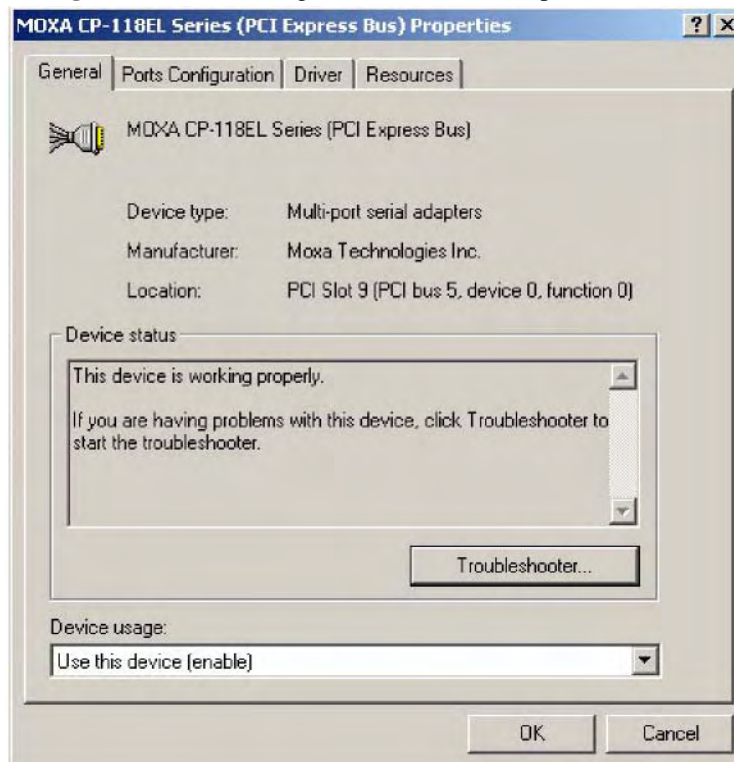 MOXA CP-118EL Series (PCI Express Bus) Properties
General Ports Configuration Driver Resources
MOXA CP-118EL Series (PCI Express Bus)
Device type: Multi-port serial adapters
Manufacturer: Moxa Technologies Inc.
Location: PCI Slot 9 (PCI bus 5, device 0, function 0)
Device status
This device is working properly.
If you are having problems with this device, click Troubleshooter to
start the troubleshooter.
Troubleshooter...
Device usage:
Use this device (enable)
OK Cancel